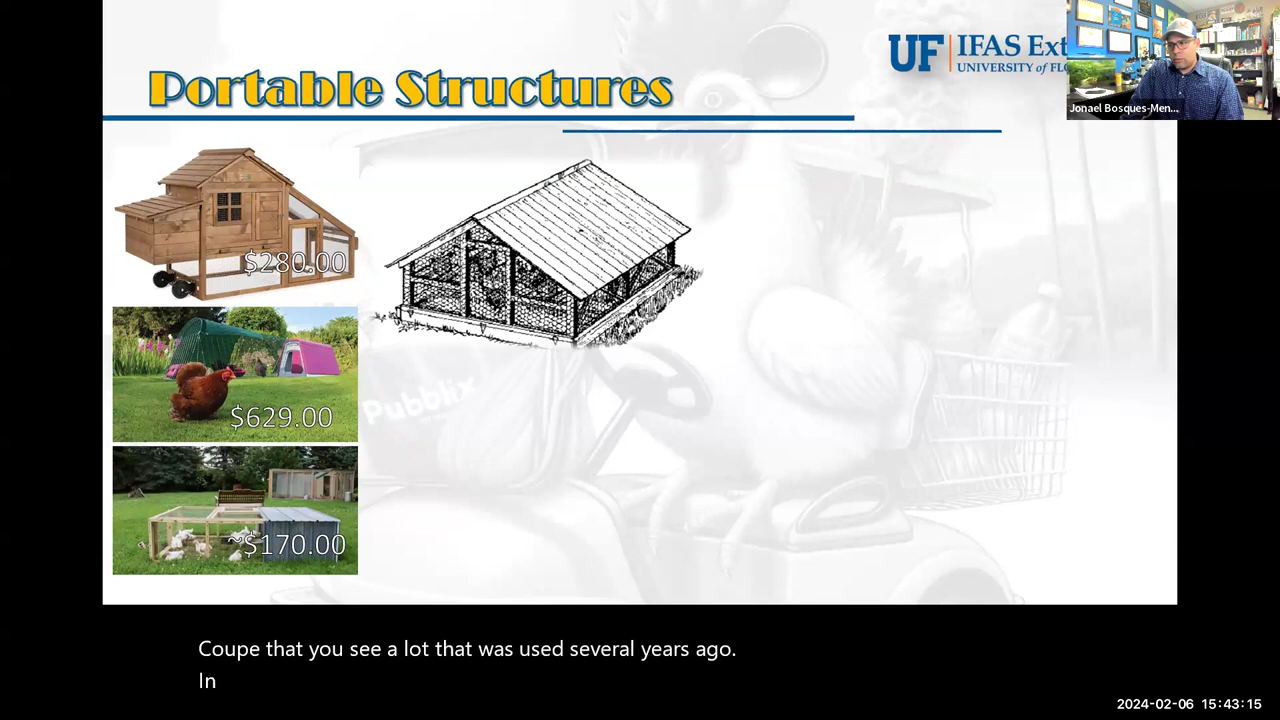 Portable Structures
UF IFAS Ext
UNIVERSITY of FL
Jonael Bosques-Men...
$280.00
$629.00
~$170.00
Pubblix
Coupe that you see a lot that was used several years ago.
In
2024-02-06 15:43:15